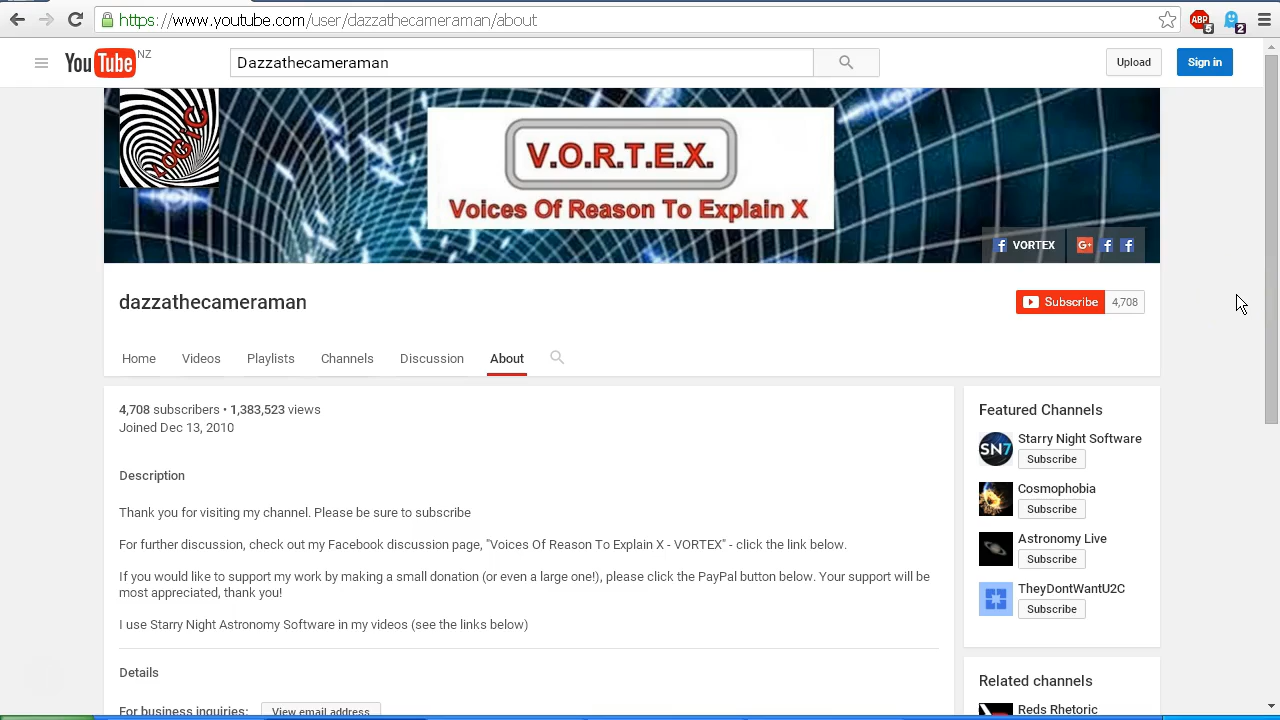 https://www.youtube.com/user/dazzathecameraman/about
ABP
5
2
YouTube NZ
Dazzathecameraman
Upload
Sign in
LOGIC
V.O.R.T.E.X.
Voices Of Reason To Explain X
f VORTEX
G+ f f
dazzathecameraman
Subscribe 4,708
Home Videos Playlists Channels Discussion About
4,708 subscribers • 1,383,523 views
Joined Dec 13, 2010
Description
Thank you for visiting my channel. Please be sure to subscribe
For further discussion, check out my Facebook discussion page, "Voices Of Reason To Explain X - VORTEX" - click the link below.
If you would like to support my work by making a small donation (or even a large one!), please click the PayPal button below. Your support will be
most appreciated, thank you!
I use Starry Night Astronomy Software in my videos (see the links below)
Details
For business inquiries: View email address
Featured Channels
SN7
Starry Night Software
Subscribe
Cosmophobia
Subscribe
Astronomy Live
Subscribe
TheyDontWantU2C
Subscribe
Related channels
Reds Rhetoric